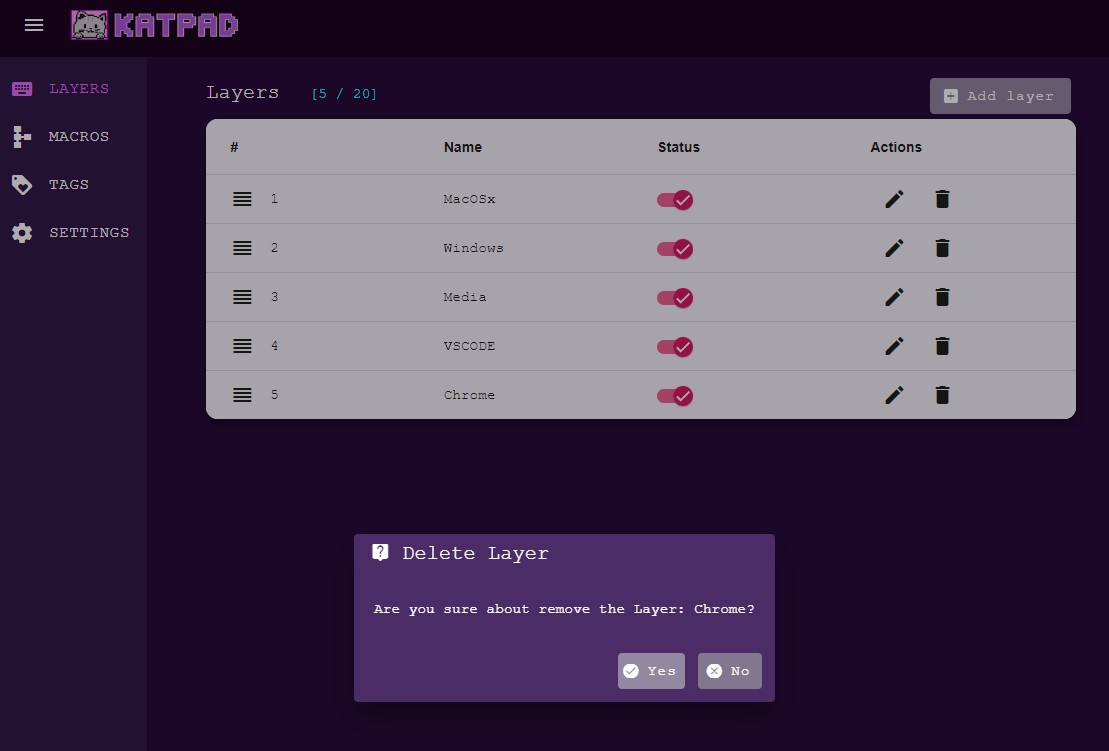 KATPAD
LAYERS
MACROS
TAGS
SETTINGS
Layers [5 / 20]
Add layer
# Name Status Actions
1 MacOSx
2 Windows
3 Media
4 VSCODE
5 Chrome
Delete Layer
Are you sure about remove the Layer: Chrome?
Yes No